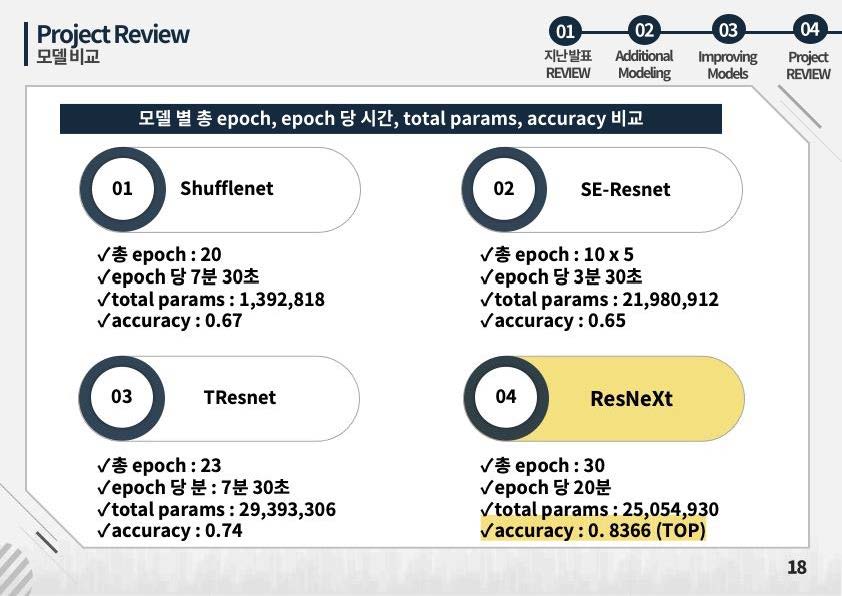 Project Review
모델 비교
01
02
03
04
지난 발표
REVIEW
Additional
Modeling
Improving
Models
Project
REVIEW
모델 별 총 epoch, epoch 당 시간, total params, accuracy 비교
01
Shufflenet
✓총 epoch : 20
✓epoch 당 7분 30초
✓total params : 1,392,818
✓accuracy : 0.67
02
SE-Resnet
✓총 epoch : 10 x 5
✓epoch 당 3분 30초
✓total params : 21,980,912
✓accuracy : 0.65
03
TResnet
✓총 epoch : 23
✓epoch 당 분 : 7분 30초
✓total params : 29,393,306
✓accuracy : 0.74
04
ResNeXt
✓총 epoch : 30
✓epoch 당 20분
✓total params : 25,054,930
✓accuracy : 0. 8366 (TOP)
18